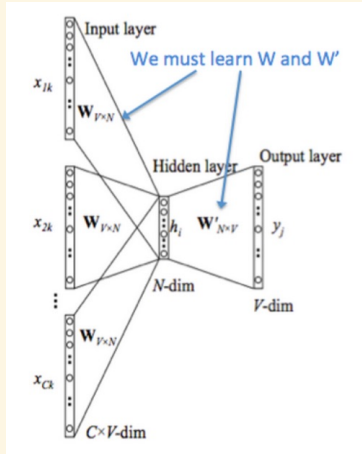 Input layer
We must learn W and W'
x1k
WV×N
Hidden layer
Output layer
x2k
WV×N
hi
W'N×V
yj
N-dim
V-dim
WV×N
xCk
C×V-dim